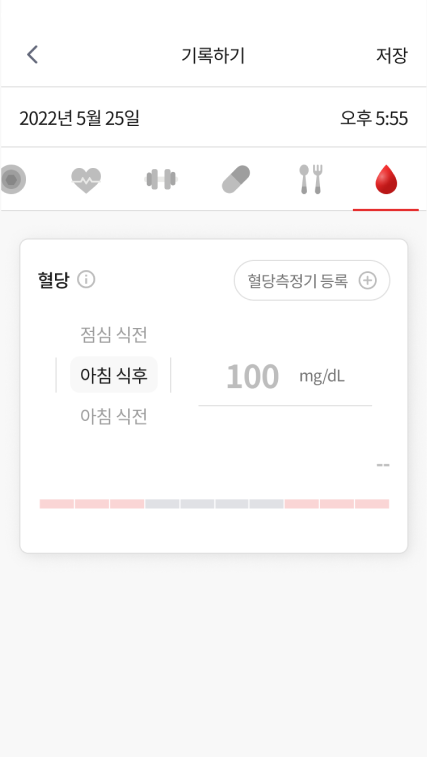 기록하기
저장
2022년 5월 25일
오후 5:55
혈당
혈당측정기 등록
점심 식전
아침 식후
100 mg/dL
아침 식전
--